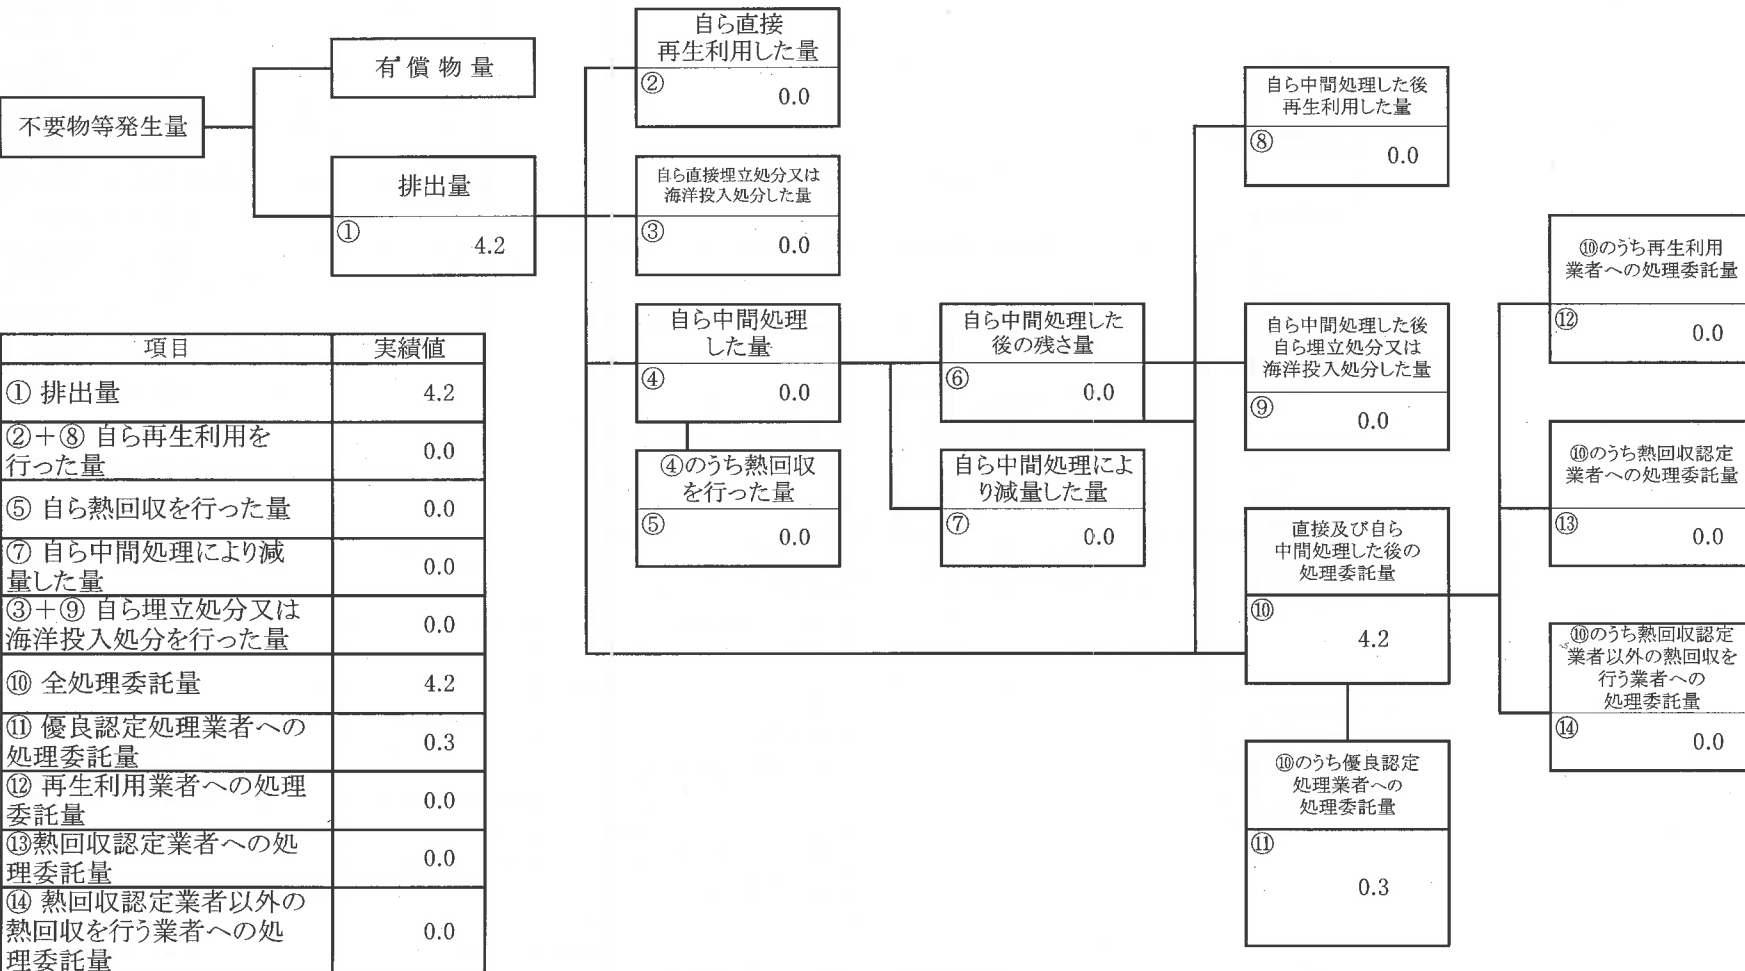 不要物等発生量
有償物量
排出量
①
4.2
自ら直接
再生利用した量
②
0.0
自ら直接埋立処分又は
海洋投入処分した量
③
0.0
自ら中間処理
した量
④
0.0
④のうち熱回収
を行った量
⑤
0.0
自ら中間処理した
後の残さ量
⑥
0.0
自ら中間処理によ
り減量した量
⑦
0.0
自ら中間処理した後
再生利用した量
⑧
0.0
自ら中間処理した後
自ら埋立処分又は
海洋投入処分した量
⑨
0.0
直接及び自ら
中間処理した後の
処理委託量
⑩
4.2
⑩のうち優良認定
処理業者への
処理委託量
⑪
0.3
⑩のうち再生利用
業者への処理委託量
⑫
0.0
⑩のうち熱回収認定
業者への処理委託量
⑬
0.0
⑩のうち熱回収認定
業者以外の熱回収を
行う業者への
処理委託量
⑭
0.0
項目 実績値
① 排出量 4.2
②+⑧ 自ら再生利用を
行った量 0.0
⑤ 自ら熱回収を行った量 0.0
⑦ 自ら中間処理により減
量した量 0.0
③+⑨ 自ら埋立処分又は
海洋投入処分を行った量 0.0
⑩ 全処理委託量 4.2
⑪ 優良認定処理業者への
処理委託量 0.3
⑫ 再生利用業者への処理
委託量 0.0
⑬熱回収認定業者への処
理委託量 0.0
⑭ 熱回収認定業者以外の
熱回収を行う業者への処
理委託量 0.0